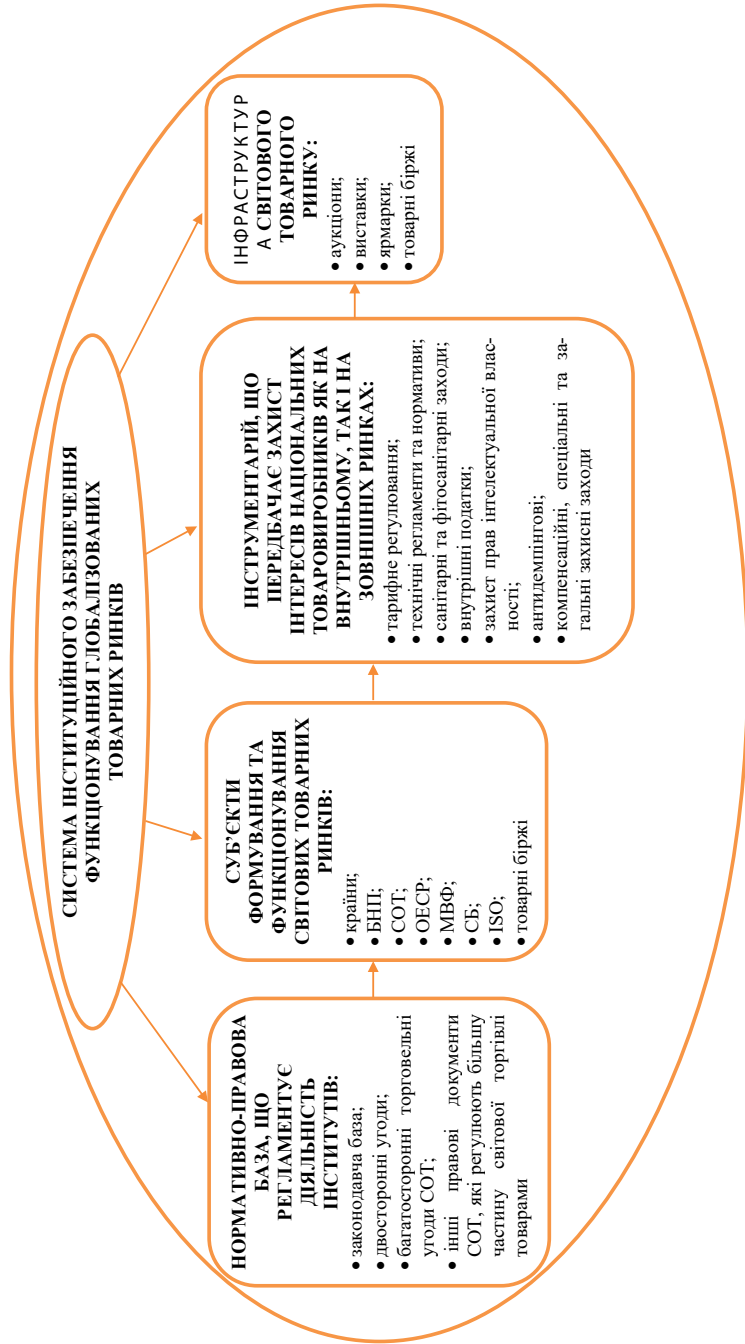 СИСТЕМА ІНСТИТУЦІЙНОГО ЗАБЕЗПЕЧЕННЯ
ФУНКЦІОНУВАННЯ ГЛОБАЛІЗОВАНИХ
ТОВАРНИХ РИНКІВ
НОРМАТИВНО-ПРАВОВА
БАЗА, ЩО
РЕГЛАМЕНТУЄ
ДІЯЛЬНІСТЬ
ІНСТИТУТІВ:
• законодавча база;
• двосторонні угоди;
• багатосторонні торговельні
угоди СОТ;
• інші правові документи
СОТ, які регулюють більшу
частину світової торгівлі
товарами
СУБ’ЄКТИ
ФОРМУВАННЯ ТА
ФУНКЦІОНУВАННЯ
СВІТОВИХ ТОВАРНИХ
РИНКІВ:
• країни;
• БНП;
• СОТ;
• ОЕСР;
• МВФ;
• СБ;
• ISO;
• товарні біржі
ІНСТРУМЕНТАРІЙ, ЩО
ПЕРЕДБАЧАЄ ЗАХИСТ
ІНТЕРЕСІВ НАЦІОНАЛЬНИХ
ТОВАРОВИРОБНИКІВ ЯК НА
ВНУТРІШНЬОМУ, ТАК І НА
ЗОВНІШНІХ РИНКАХ:
• тарифне регулювання;
• технічні регламенти та нормативи;
• санітарні та фітосанітарні заходи;
• внутрішні податки;
• захист прав інтелектуальної влас-
ності;
• антидемпінгові;
• компенсаційні, спеціальні та за-
гальні захисні заходи
ІНФРАСТРУКТУР
А СВІТОВОГО
ТОВАРНОГО
РИНКУ:
• аукціони;
• виставки;
• ярмарки;
• товарні біржі